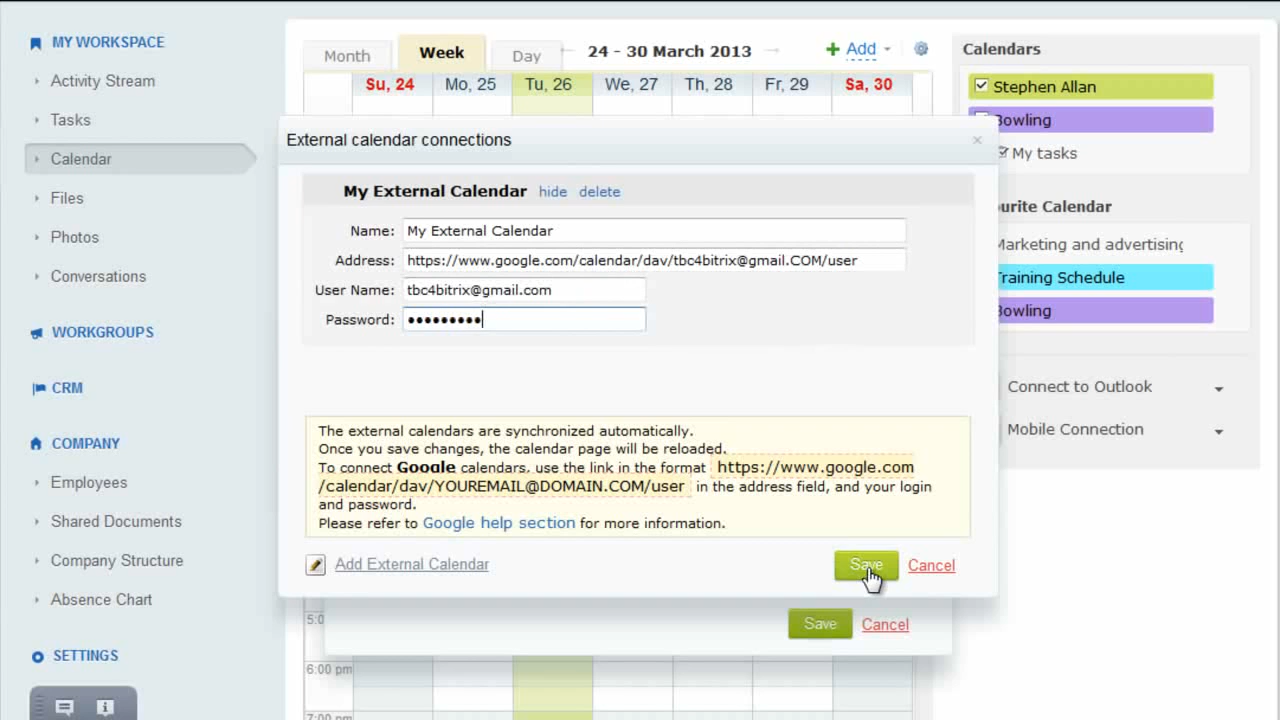 MY WORKSPACE
Activity Stream
Tasks
Calendar
Files
Photos
Conversations
WORKGROUPS
CRM
COMPANY
Employees
Shared Documents
Company Structure
Absence Chart
SETTINGS
Month
Week
Day
24 - 30 March 2013
Add
Su, 24
Mo, 25
Tu, 26
We, 27
Th, 28
Fr, 29
Sa, 30
External calendar connections
My External Calendar hide delete
Name: My External Calendar
Address: https://www.google.com/calendar/dav/tbc4bitrix@gmail.COM/user
User Name: tbc4bitrix@gmail.com
Password: •••••••••
The external calendars are synchronized automatically.
Once you save changes, the calendar page will be reloaded.
To connect Google calendars, use the link in the format https://www.google.com
/calendar/dav/YOUREMAIL@DOMAIN.COM/user in the address field, and your login
and password.
Please refer to Google help section for more information.
Add External Calendar
Save
Cancel
Save
Cancel
5:0
6:00 pm
7:00 pm
Calendars
Stephen Allan
Bowling
My tasks
urite Calendar
Marketing and advertising
Training Schedule
Bowling
Connect to Outlook
Mobile Connection